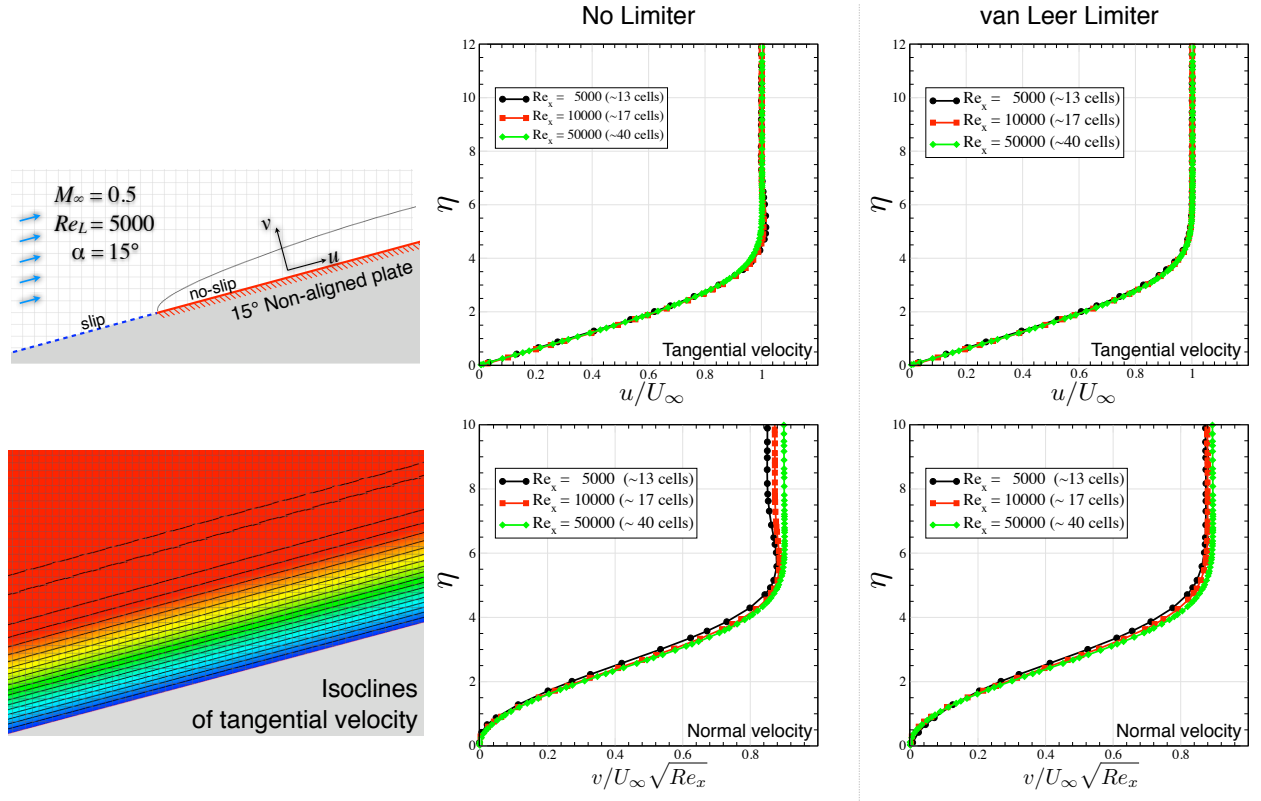 No Limiter
van Leer Limiter
M∞ = 0.5
ReL = 5000
α = 15°
v
u
no-slip
slip
15° Non-aligned plate
12
10
8
6
4
2
0
η
Rex = 5000 (~13 cells)
Rex = 10000 (~17 cells)
Rex = 50000 (~40 cells)
Tangential velocity
0 0.2 0.4 0.6 0.8 1
u/U∞
12
10
8
6
4
2
0
η
Rex = 5000 (~13 cells)
Rex = 10000 (~17 cells)
Rex = 50000 (~40 cells)
Tangential velocity
0 0.2 0.4 0.6 0.8 1
u/U∞
Isoclines
of tangential velocity
10
8
6
4
2
0
η
Rex = 5000 (~13 cells)
Rex = 10000 (~ 17 cells)
Rex = 50000 (~ 40 cells)
Normal velocity
0 0.2 0.4 0.6 0.8
v/U∞√Rex
10
8
6
4
2
0
η
Rex = 5000 (~13 cells)
Rex = 10000 (~ 17 cells)
Rex = 50000 (~ 40 cells)
Normal velocity
0 0.2 0.4 0.6 0.8
v/U∞√Rex